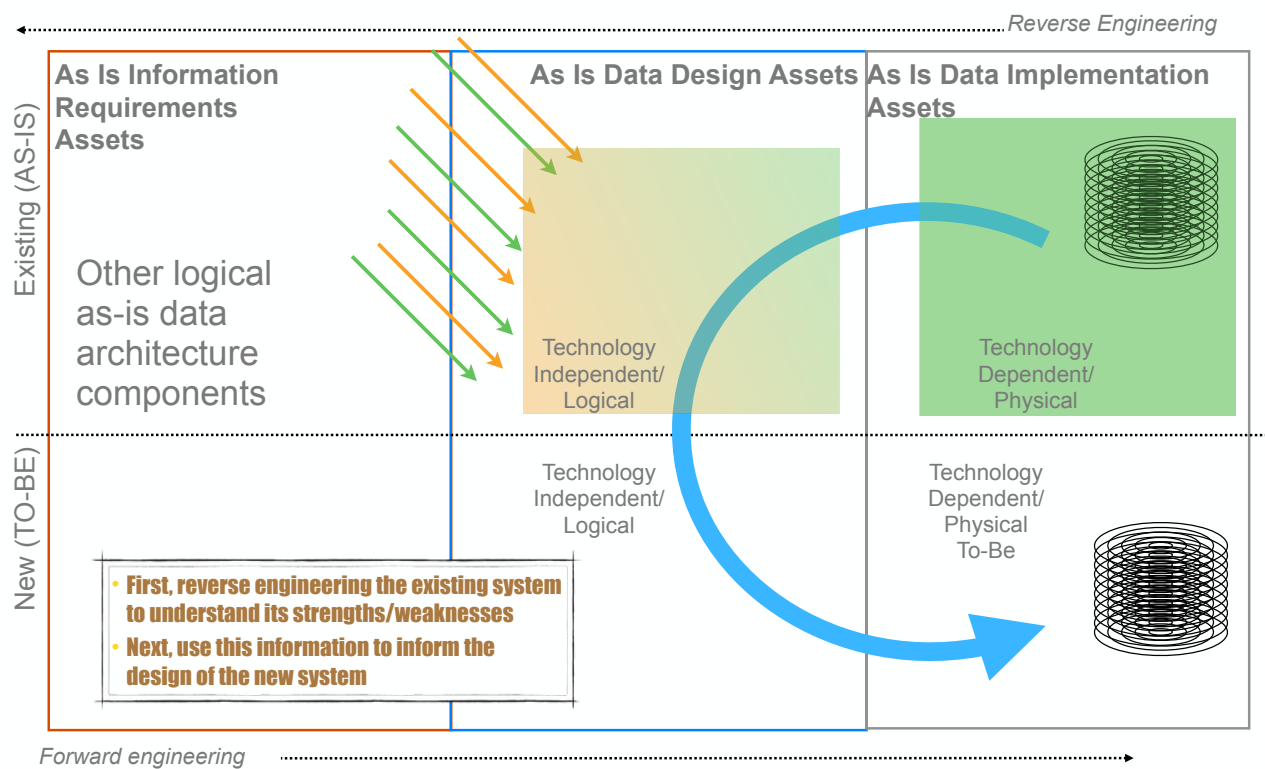 Reverse Engineering
As Is Information
Requirements
Assets
As Is Data Design Assets
As Is Data Implementation
Assets
Existing (AS-IS)
Other logical
as-is data
architecture
components
Technology
Independent/
Logical
Technology
Dependent/
Physical
New (TO-BE)
Technology
Independent/
Logical
Technology
Dependent/
Physical
To-Be
• First, reverse engineering the existing system
to understand its strengths/weaknesses
• Next, use this information to inform the
design of the new system
Forward engineering